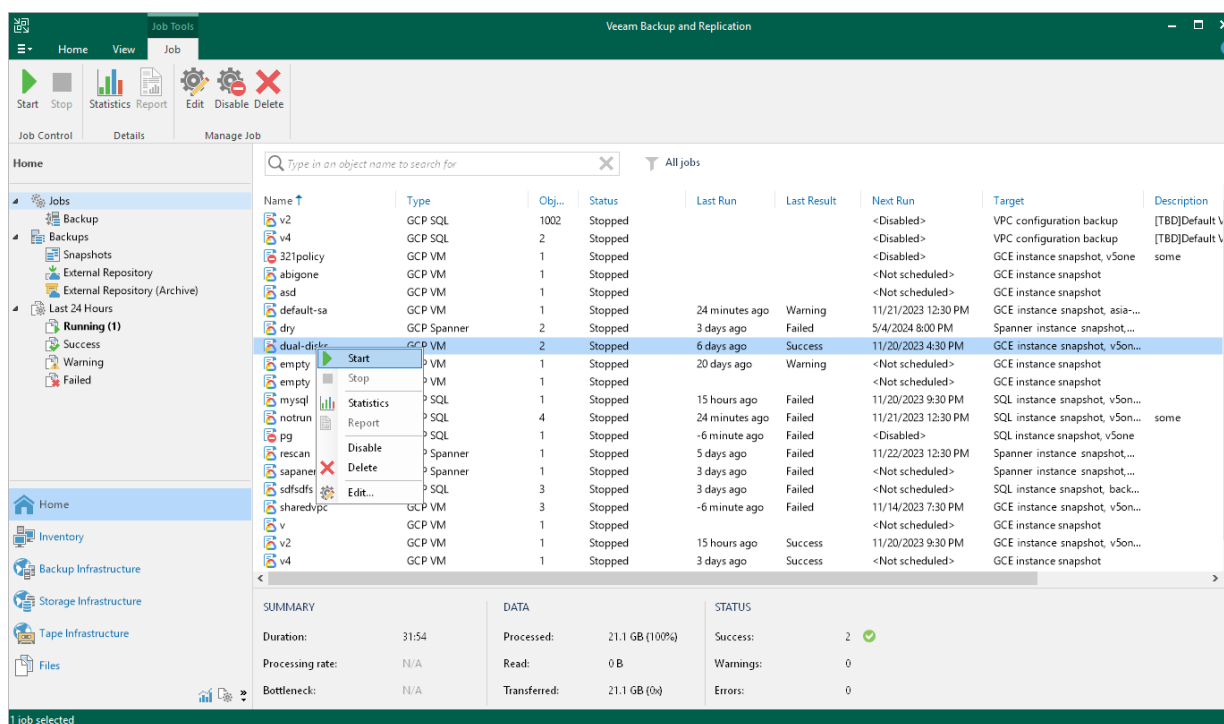 Job Tools
Veeam Backup and Replication
Home View Job
Start Stop Statistics Report Edit Disable Delete
Job Control Details Manage Job
Home
Type in an object name to search for
All jobs
Jobs
Backup
Backups
Snapshots
External Repository
External Repository (Archive)
Last 24 Hours
Running (1)
Success
Warning
Failed
Home
Inventory
Backup Infrastructure
Storage Infrastructure
Tape Infrastructure
Files
Name Type Obj... Status Last Run Last Result Next Run Target Description
v2 GCP SQL 1002 Stopped <Disabled> VPC configuration backup [TBD]Default V
v4 GCP SQL 2 Stopped <Disabled> VPC configuration backup [TBD]Default V
321policy GCP VM 1 Stopped <Disabled> GCE instance snapshot, v5one some
abigone GCP VM 1 Stopped <Not scheduled> GCE instance snapshot
asd GCP VM 1 Stopped <Not scheduled> GCE instance snapshot
default-sa GCP VM 1 Stopped 24 minutes ago Warning 11/21/2023 12:30 PM GCE instance snapshot, asia-...
dry GCP Spanner 2 Stopped 3 days ago Failed 5/4/2024 8:00 PM Spanner instance snapshot,...
dual-disks GCP VM 2 Stopped 6 days ago Success 11/20/2023 4:30 PM GCE instance snapshot, v5on...
empty P VM 1 Stopped 20 days ago Warning <Not scheduled> GCE instance snapshot
empty P VM 1 Stopped <Not scheduled> GCE instance snapshot
mysql P SQL 1 Stopped 15 hours ago Failed 11/20/2023 9:30 PM SQL instance snapshot, v5on...
notrun P SQL 4 Stopped 24 minutes ago Failed 11/21/2023 12:30 PM SQL instance snapshot, v5on... some
pg P SQL 1 Stopped -6 minute ago Failed <Disabled> SQL instance snapshot, v5one
rescan P Spanner 1 Stopped 5 days ago Failed 11/22/2023 12:30 PM Spanner instance snapshot,...
sapaner P Spanner 1 Stopped 3 days ago Failed <Not scheduled> Spanner instance snapshot,...
sdfsdfs P SQL 3 Stopped 3 days ago Failed <Not scheduled> SQL instance snapshot, back...
sharedvpc GCP VM 3 Stopped -6 minute ago Failed 11/14/2023 7:30 PM GCE instance snapshot, v5on...
v GCP VM 1 Stopped <Not scheduled> GCE instance snapshot
v2 GCP VM 1 Stopped 15 hours ago Success 11/20/2023 9:30 PM GCE instance snapshot, v5on...
v4 GCP VM 1 Stopped 3 days ago Success <Not scheduled> GCE instance snapshot
Start
Stop
Statistics
Report
Disable
Delete
Edit...
SUMMARY DATA STATUS
Duration: 31:54 Processed: 21.1 GB (100%) Success: 2
Processing rate: N/A Read: 0 B Warnings: 0
Bottleneck: N/A Transferred: 21.1 GB (0x) Errors: 0
1 job selected